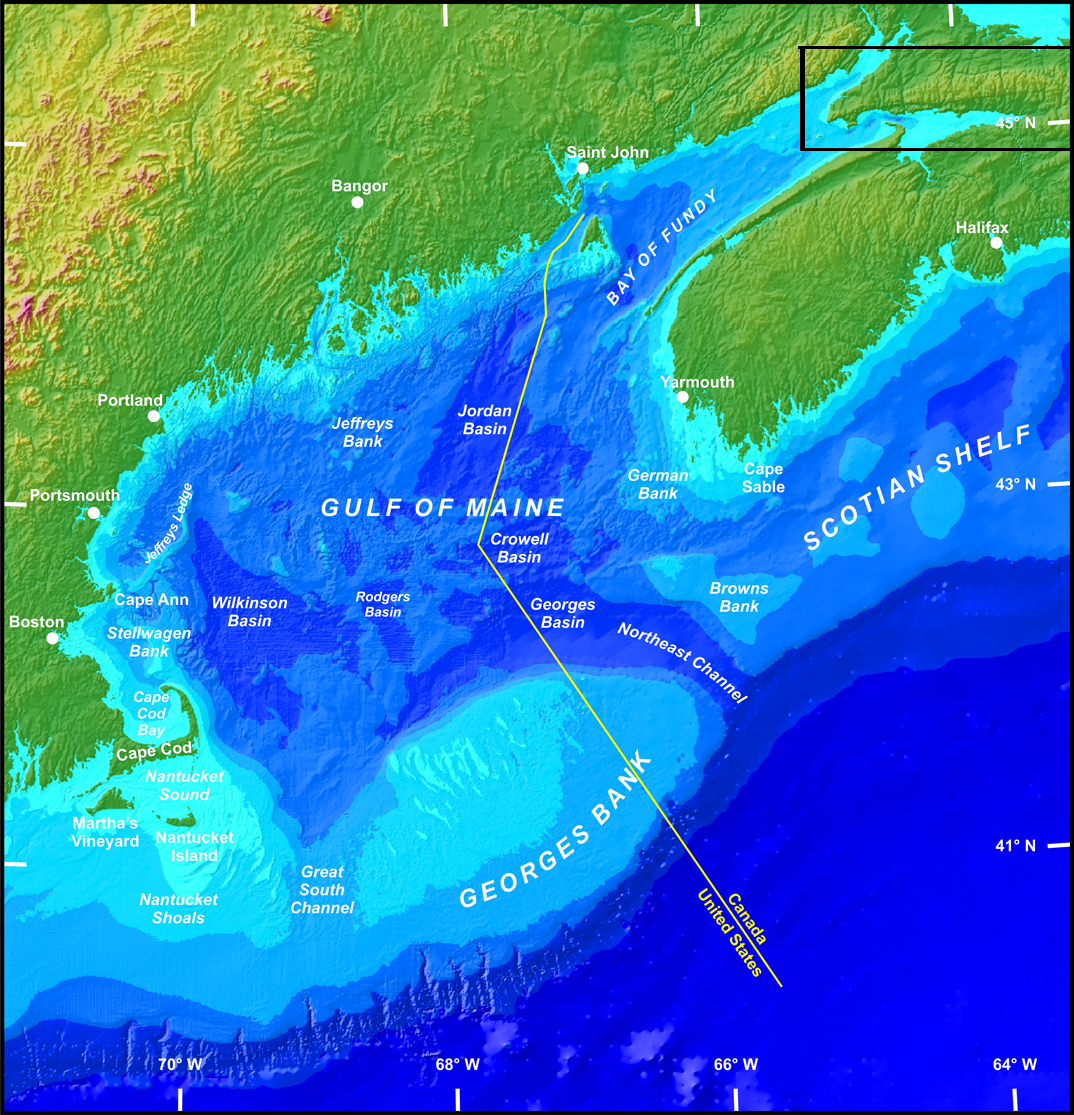 45° N
Saint John
Bangor
BAY OF FUNDY
Halifax
Yarmouth
Portland
Jeffreys
Bank
Jordan
Basin
SCOTIAN SHELF
German
Bank
Cape
Sable
43° N
Portsmouth
Jeffreys Ledge
GULF OF MAINE
Crowell
Basin
Cape Ann
Wilkinson
Basin
Rodgers
Basin
Georges
Basin
Browns
Bank
Boston
Stellwagen
Bank
Northeast Channel
Cape
Cod
Bay
Cape Cod
Nantucket
Sound
Martha's
Vineyard
Nantucket
Island
GEORGES BANK
41° N
Great
South
Channel
Nantucket
Shoals
Canada
United States
70° W
68° W
66° W
64° W